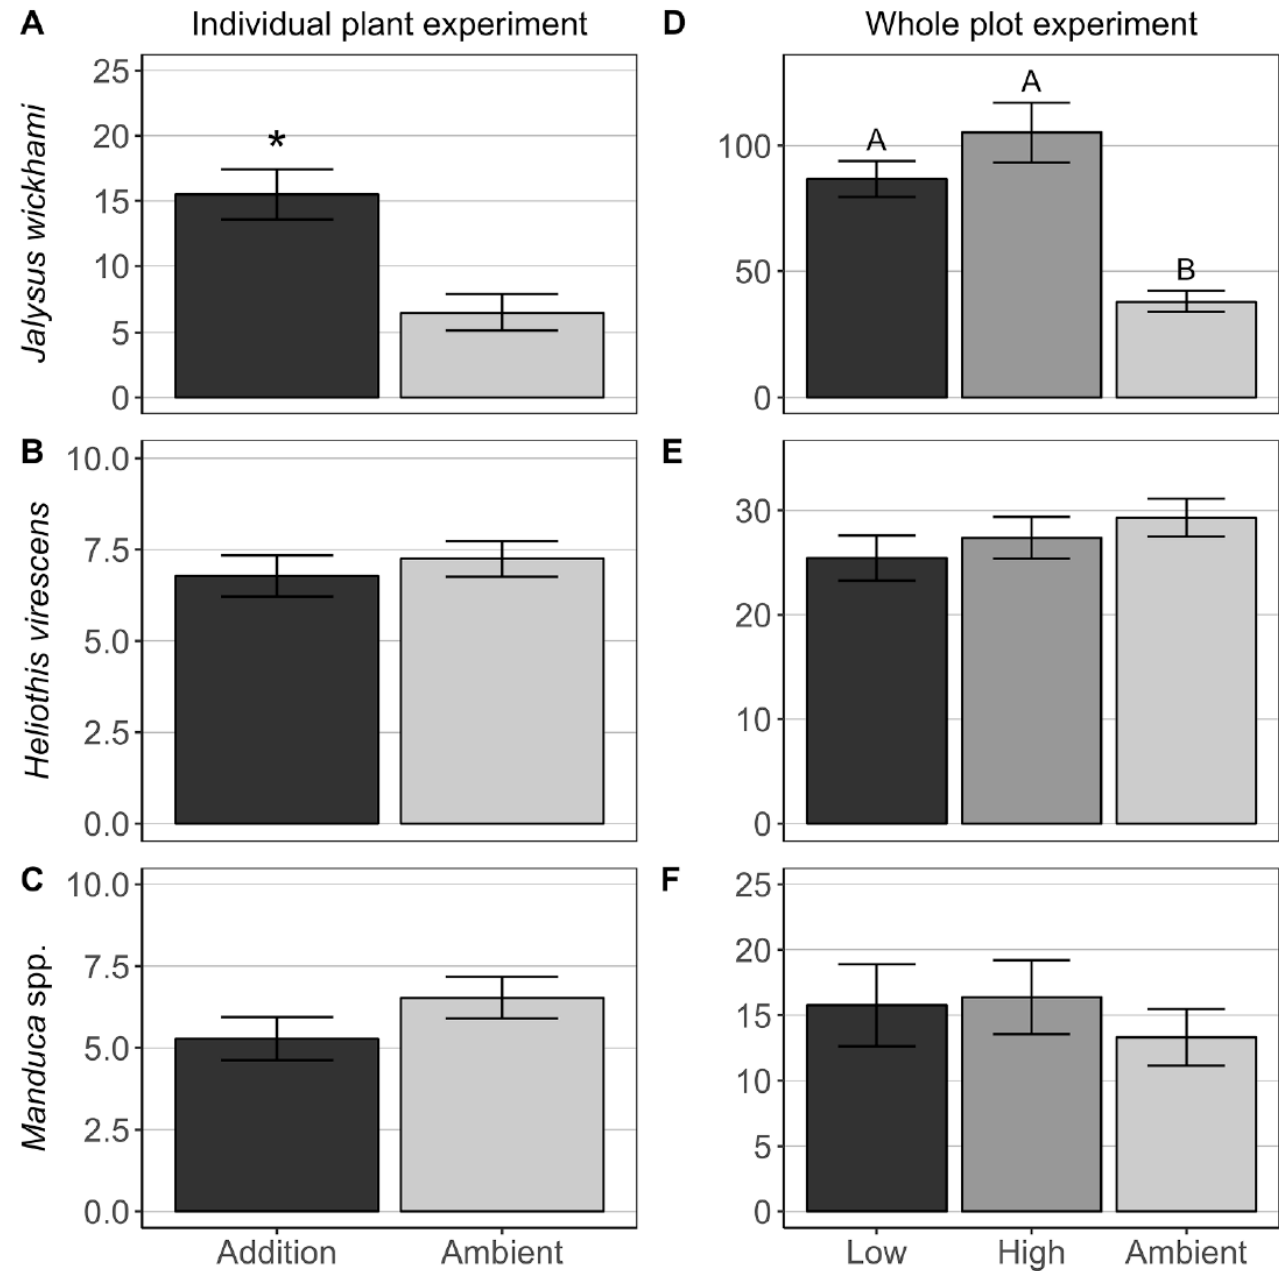 A Individual plant experiment
Jalysus wickhami
25
20
15
10
5
0
*
D Whole plot experiment
100
50
0
A
A
B
B
Heliothis virescens
10.0
7.5
5.0
2.5
0.0
E
30
20
10
0
C
Manduca spp.
10.0
7.5
5.0
2.5
0.0
Addition Ambient
F
25
20
15
10
5
0
Low High Ambient